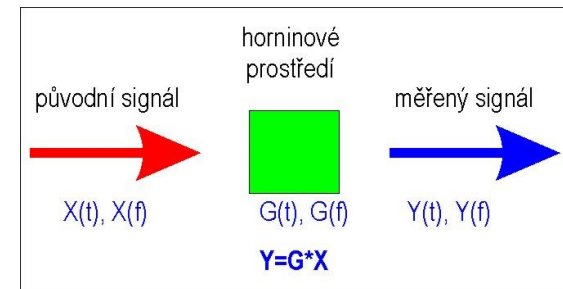 horninové
prostředí
původní signál
měřený signál
X(t), X(f)
G(t), G(f)
Y(t), Y(f)
Y=G*X